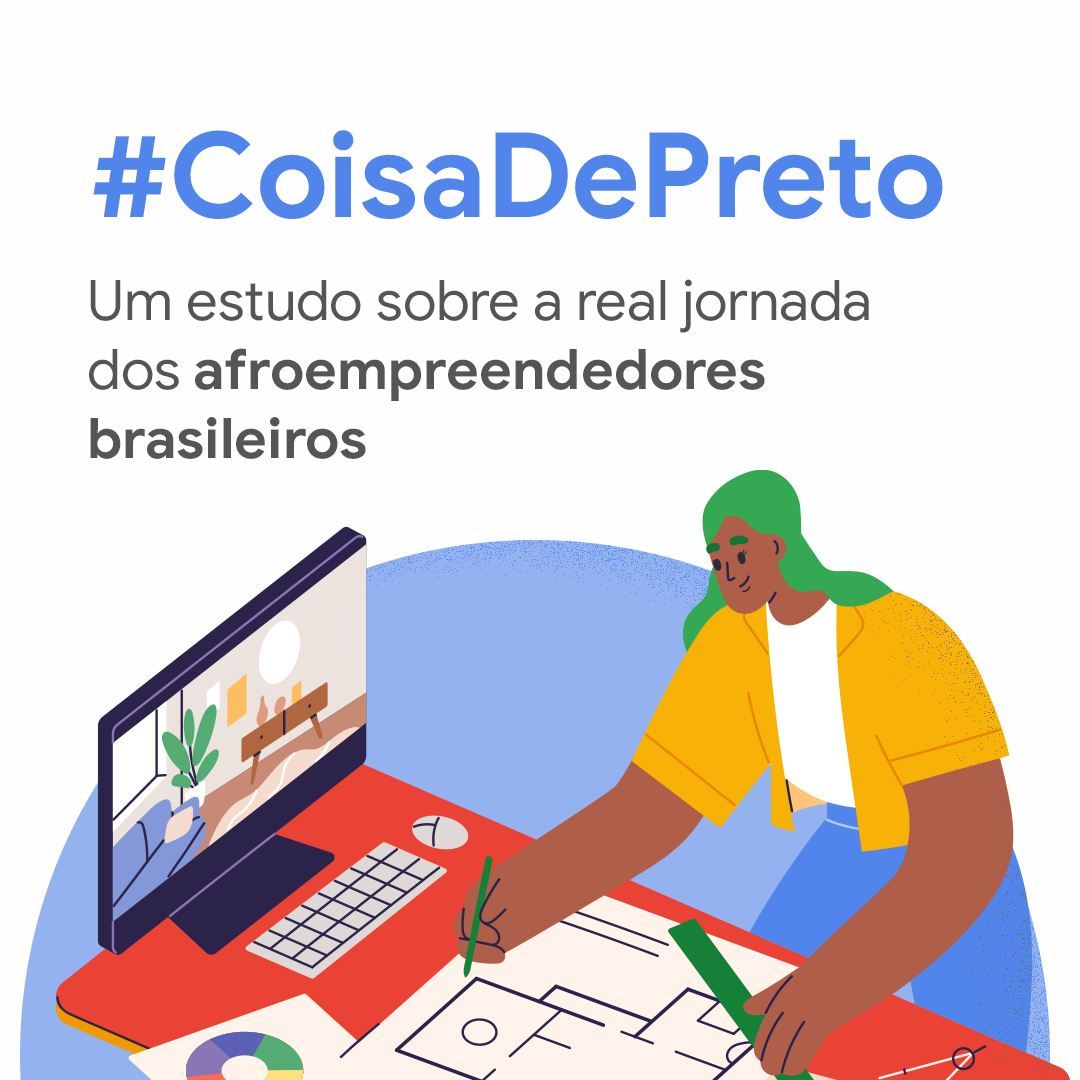 #CoisaDePreto
Um estudo sobre a real jornada
dos afroempreendedores
brasileiros